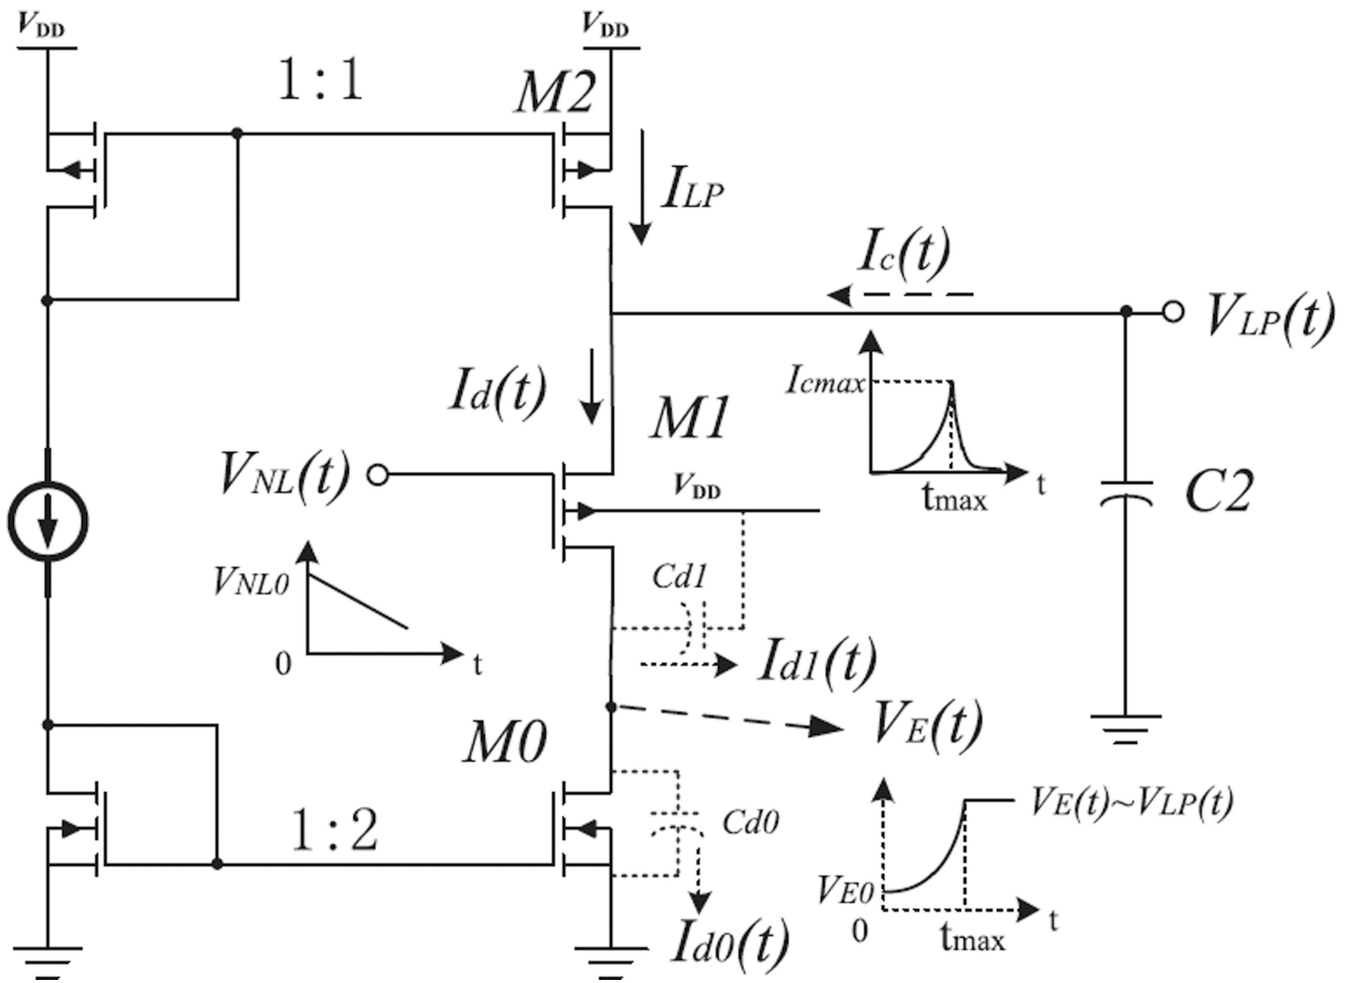 VDD
VDD
1:1
M2
ILP
Ic(t)
VLP(t)
Icmax
tmax
t
Id(t)
M1
VNL(t)
VDD
C2
Cd1
VNL0
0
t
Id1(t)
VE(t)
M0
1:2
Cd0
VE(t)~VLP(t)
VE0
0
tmax
t
Id0(t)